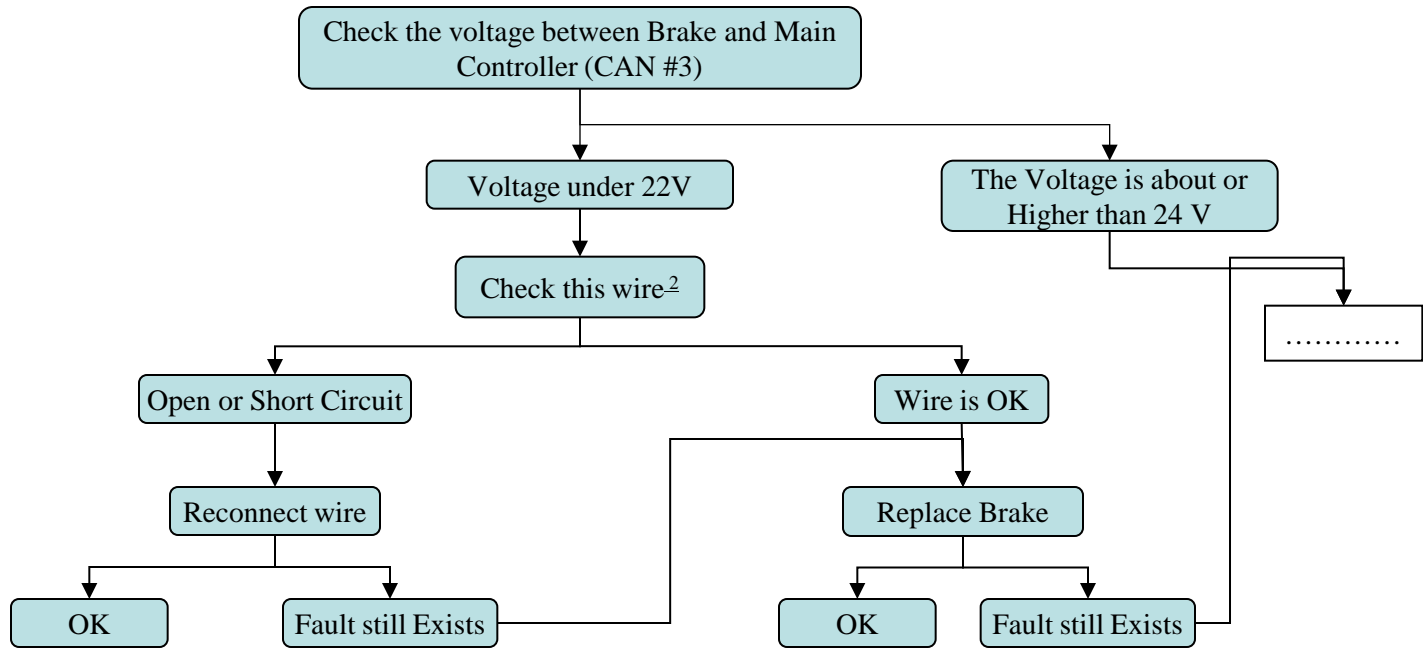 Check the voltage between Brake and Main
Controller (CAN #3)
Voltage under 22V
The Voltage is about or
Higher than 24 V
Check this wire 2
…………
Open or Short Circuit
Wire is OK
Reconnect wire
Replace Brake
OK
Fault still Exists
OK
Fault still Exists